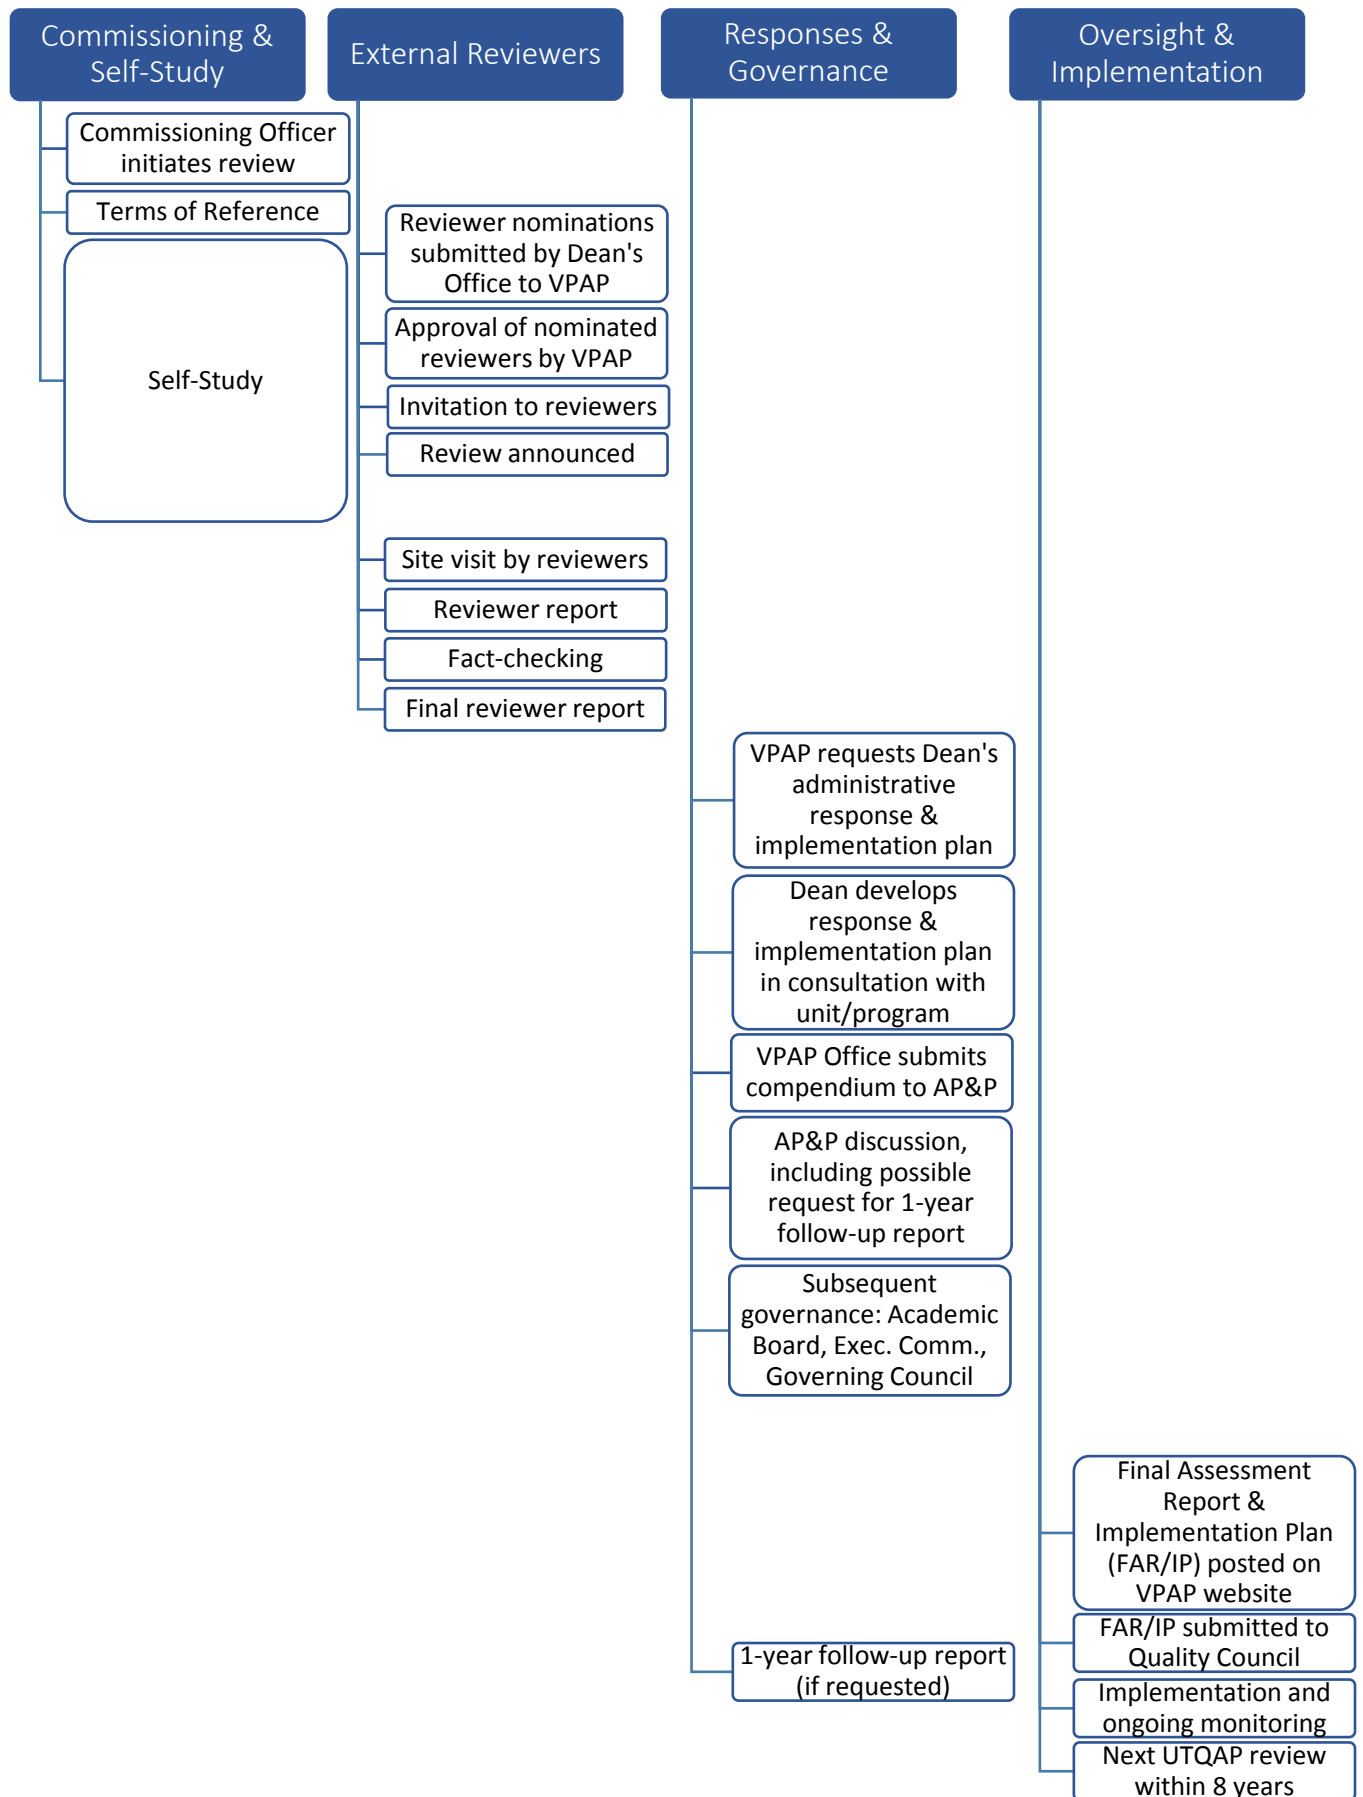 Commissioning &
Self-Study
External Reviewers
Responses &
Governance
Oversight &
Implementation
Commissioning Officer
initiates review
Terms of Reference
Self-Study
Reviewer nominations
submitted by Dean's
Office to VPAP
Approval of nominated
reviewers by VPAP
Invitation to reviewers
Review announced
Site visit by reviewers
Reviewer report
Fact-checking
Final reviewer report
VPAP requests Dean's
administrative
response &
implementation plan
Dean develops
response &
implementation plan
in consultation with
unit/program
VPAP Office submits
compendium to AP&P
AP&P discussion,
including possible
request for 1-year
follow-up report
Subsequent
governance: Academic
Board, Exec. Comm.,
Governing Council
1-year follow-up report
(if requested)
Final Assessment
Report &
Implementation Plan
(FAR/IP) posted on
VPAP website
FAR/IP submitted to
Quality Council
Implementation and
ongoing monitoring
Next UTQAP review
within 8 years